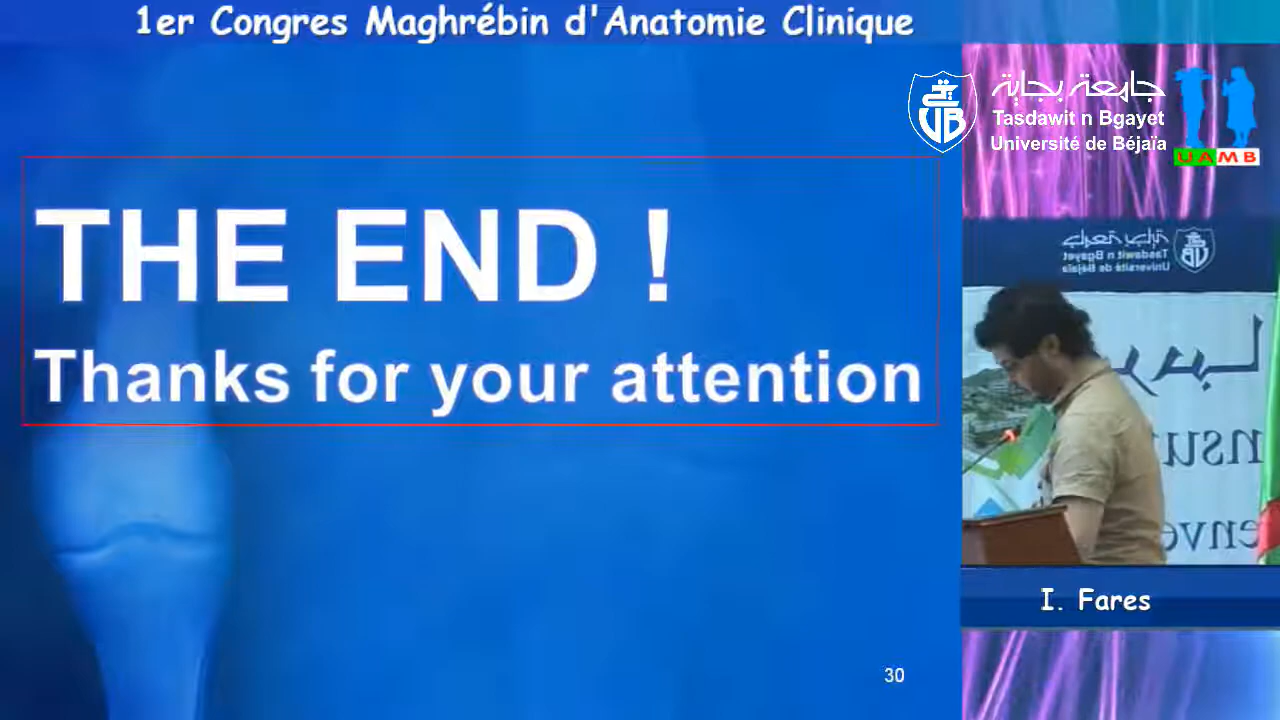 1er Congres Maghrébin d'Anatomie Clinique
جامعة بجاية
Tasdawit n Bgayet
Université de Béjaïa
UAMB
THE END !
Thanks for your attention
Tasdawit n Bgayet
Université de Béjaïa
I. Fares
30